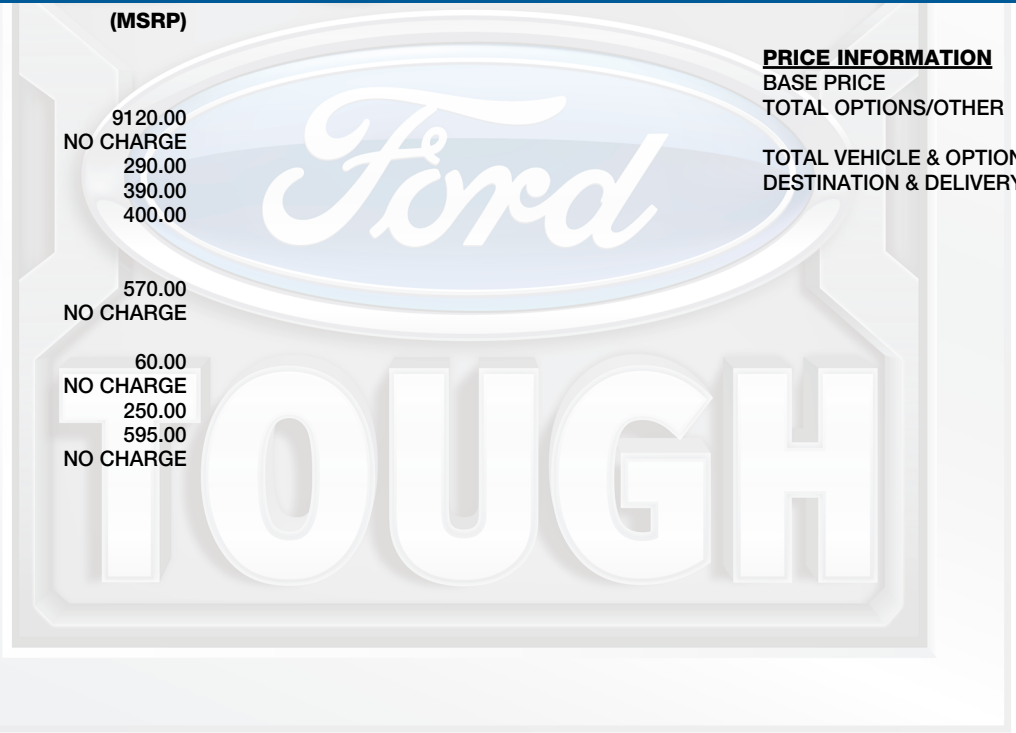 (MSRP)
9120.00
NO CHARGE
290.00
390.00
400.00
570.00
NO CHARGE
60.00
NO CHARGE
250.00
595.00
NO CHARGE
PRICE INFORMATION
BASE PRICE
TOTAL OPTIONS/OTHER
TOTAL VEHICLE & OPTION
DESTINATION & DELIVERY
Ford
TOUGH